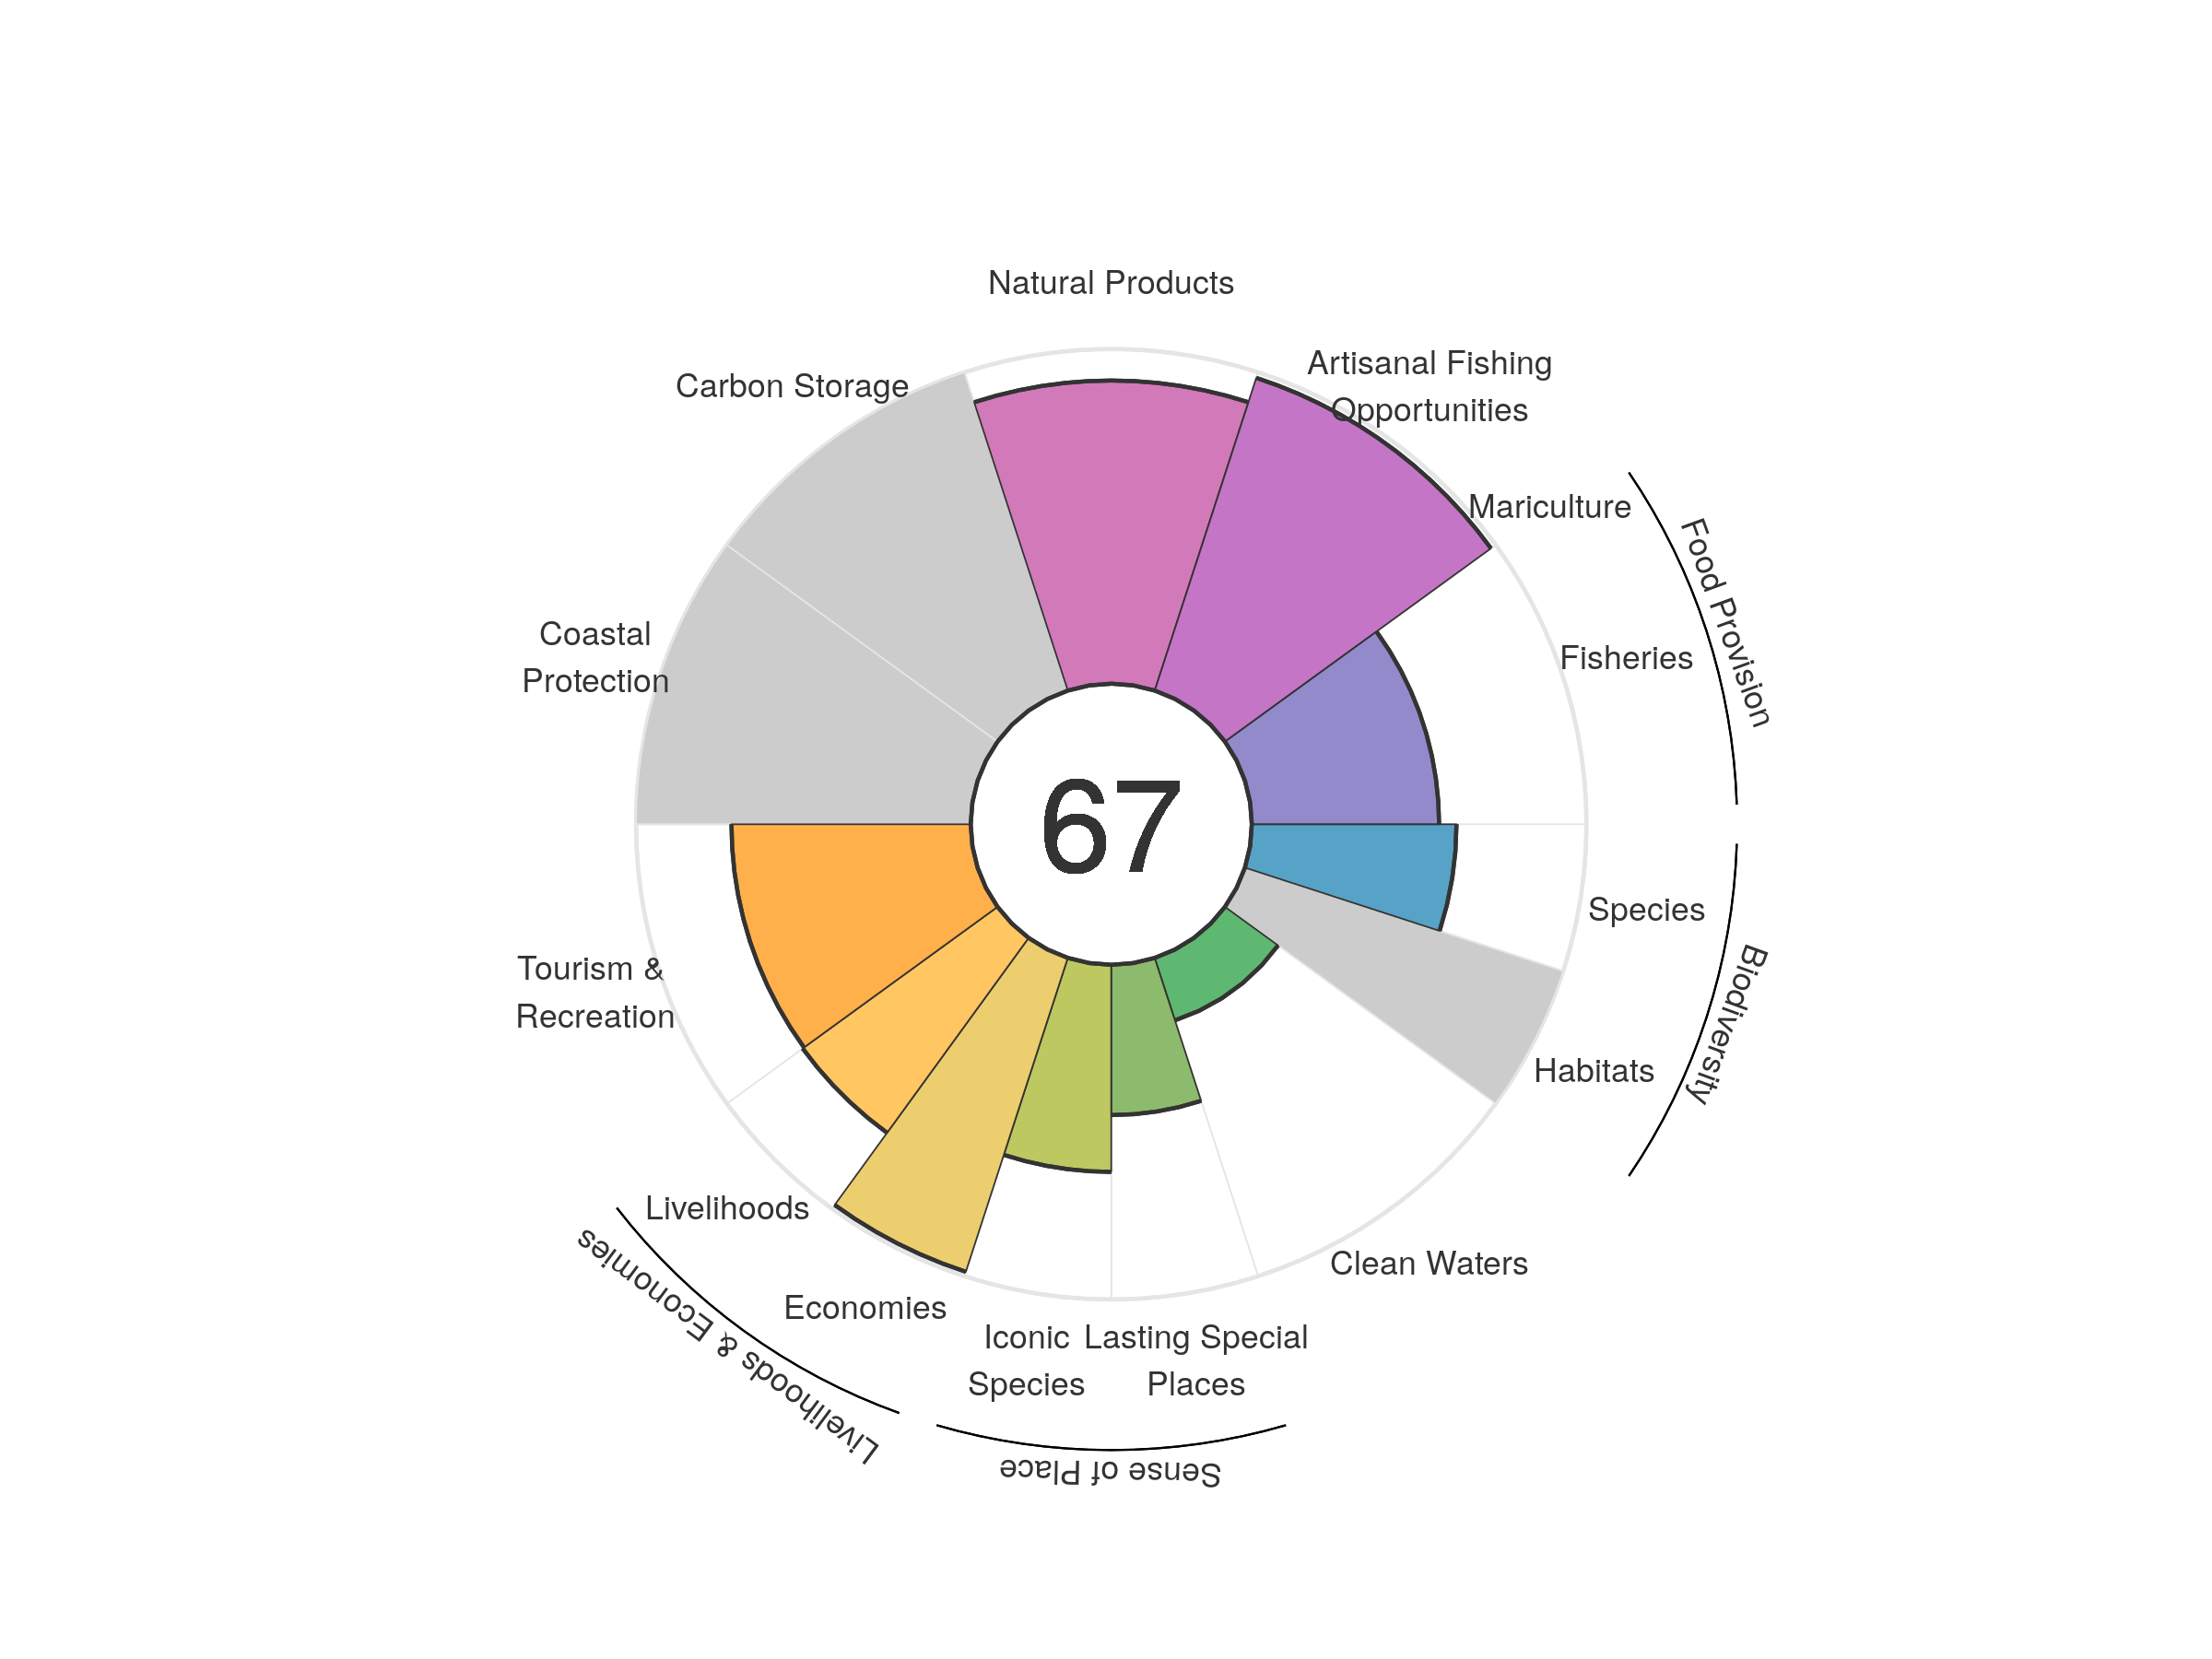 Natural Products
Artisanal Fishing
Opportunities
Carbon Storage
Mariculture
Food Provision
Fisheries
Coastal
Protection
67
Species
Biodiversity
Tourism &
Recreation
Habitats
Livelihoods
Clean Waters
Livelihoods & Economies
Economies
Iconic
Species
Lasting Special
Places
Sense of Place